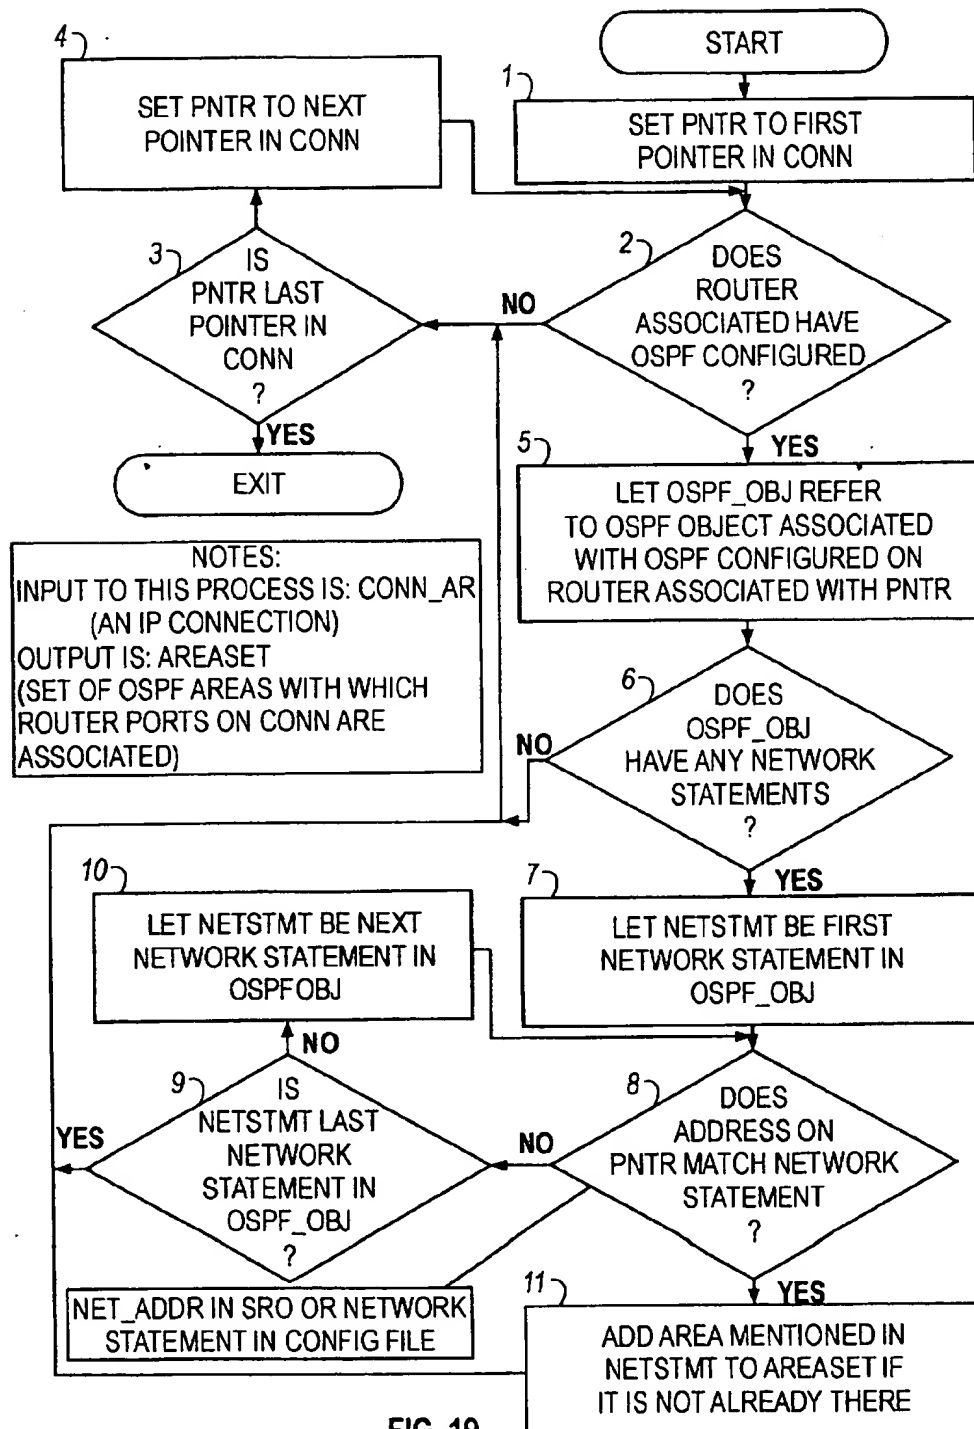 START
1
SET PNTR TO FIRST
POINTER IN CONN
4
SET PNTR TO NEXT
POINTER IN CONN
2
DOES
ROUTER
ASSOCIATED HAVE
OSPF CONFIGURED
?
NO
YES
3
IS
PNTR LAST
POINTER IN
CONN
?
YES
EXIT
5
LET OSPF_OBJ REFER
TO OSPF OBJECT ASSOCIATED
WITH OSPF CONFIGURED ON
ROUTER ASSOCIATED WITH PNTR
NOTES:
INPUT TO THIS PROCESS IS: CONN_AR
(AN IP CONNECTION)
OUTPUT IS: AREASET
(SET OF OSPF AREAS WITH WHICH
ROUTER PORTS ON CONN ARE
ASSOCIATED)
6
DOES
OSPF_OBJ
HAVE ANY NETWORK
STATEMENTS
?
NO
YES
7
LET NETSTMT BE FIRST
NETWORK STATEMENT IN
OSPF_OBJ
10
LET NETSTMT BE NEXT
NETWORK STATEMENT IN
OSPFOBJ
NO
9
IS
NETSTMT LAST
NETWORK
STATEMENT IN
OSPF_OBJ
?
YES
8
DOES
ADDRESS ON
PNTR MATCH NETWORK
STATEMENT
?
NO
YES
NET_ADDR IN SRO OR NETWORK
STATEMENT IN CONFIG FILE
11
ADD AREA MENTIONED IN
NETSTMT TO AREASET IF
IT IS NOT ALREADY THERE
FIG. 19